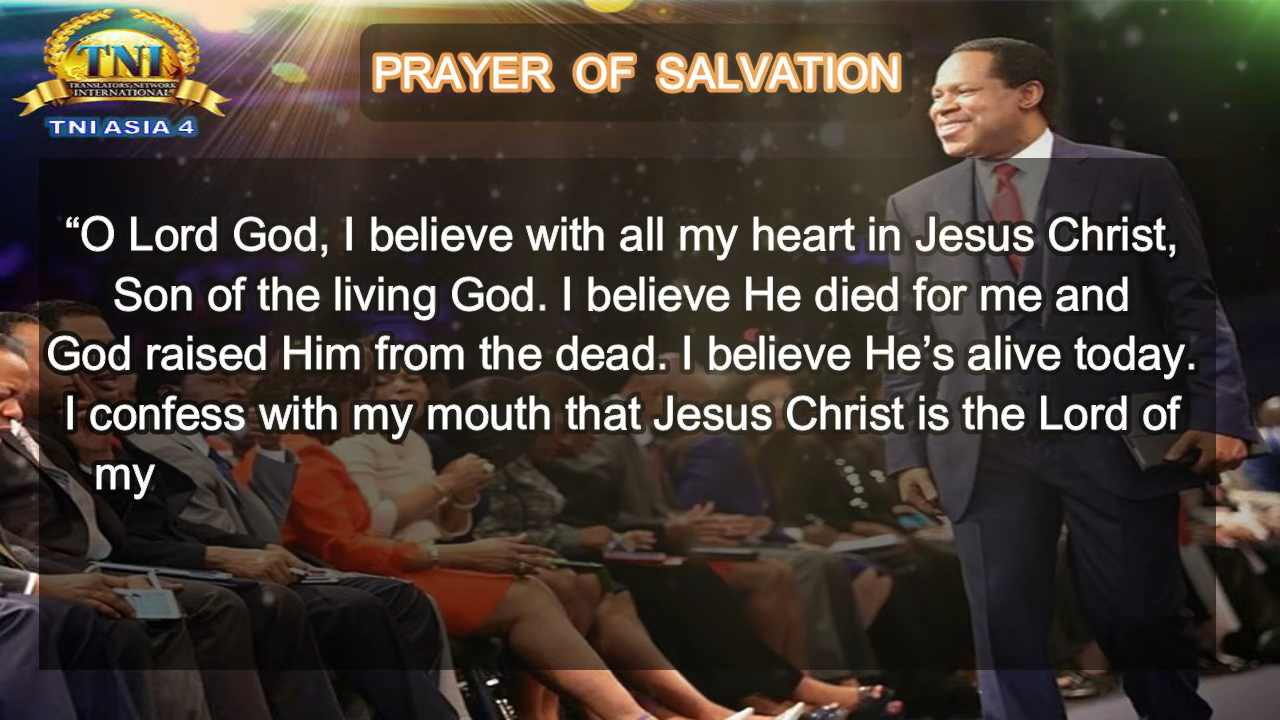 TNI
TRANSLATORS NETWORK
INTERNATIONAL
TNI ASIA 4
PRAYER OF SALVATION
“O Lord God, I believe with all my heart in Jesus Christ,
Son of the living God. I believe He died for me and
God raised Him from the dead. I believe He’s alive today.
I confess with my mouth that Jesus Christ is the Lord of
my